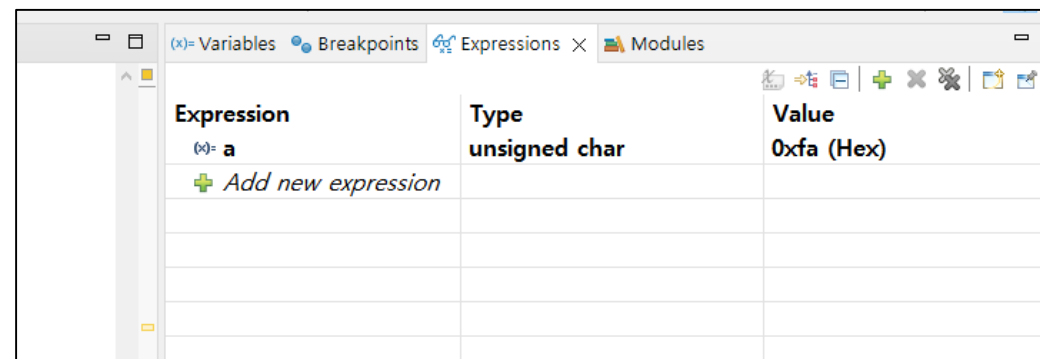 (x)= Variables Breakpoints Expressions Modules
Expression Type Value
(x)= a unsigned char 0xfa (Hex)
Add new expression